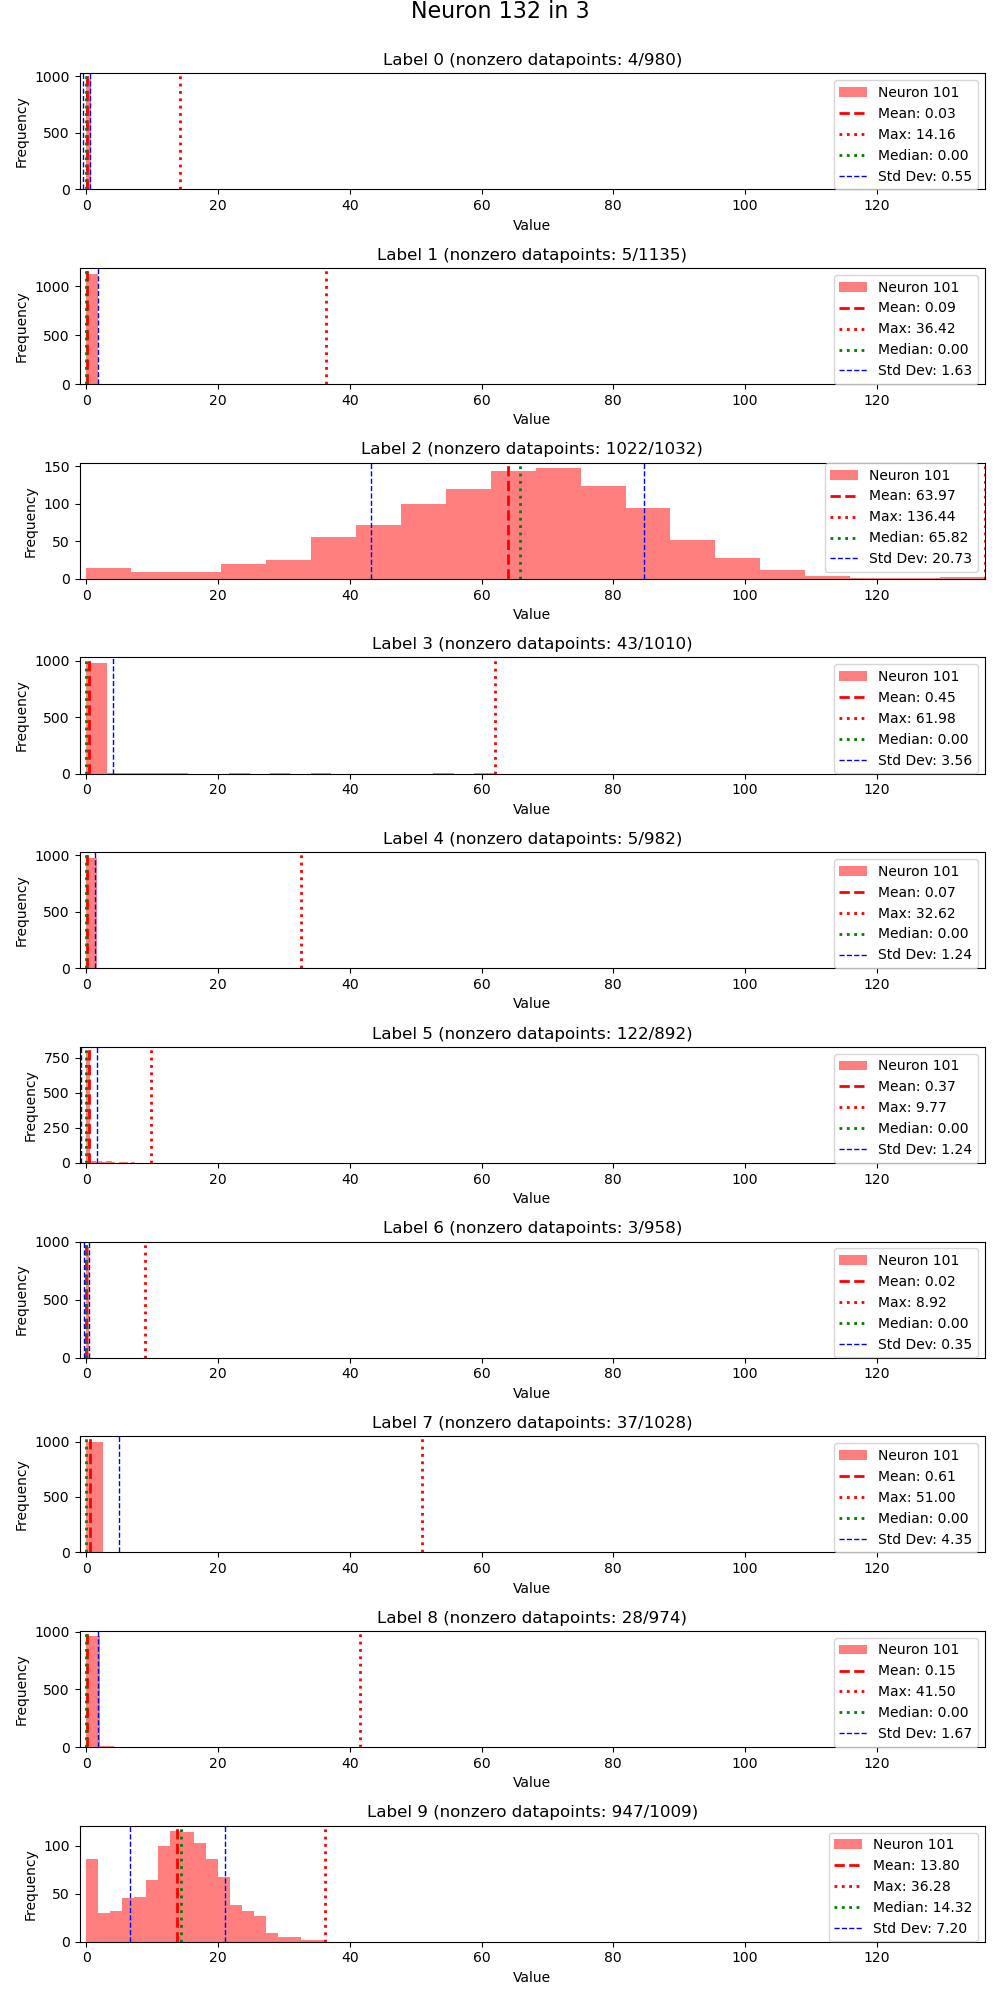 Neuron 132 in 3
Label 0 (nonzero datapoints: 4/980)
1000
500
0
Frequency
Neuron 101
Mean: 0.03
Max: 14.16
Median: 0.00
Std Dev: 0.55
0 20 40 60 80 100 120
Value
Label 1 (nonzero datapoints: 5/1135)
1000
500
0
Frequency
Neuron 101
Mean: 0.09
Max: 36.42
Median: 0.00
Std Dev: 1.63
0 20 40 60 80 100 120
Value
Label 2 (nonzero datapoints: 1022/1032)
150
100
50
0
Frequency
Neuron 101
Mean: 63.97
Max: 136.44
Median: 65.82
Std Dev: 20.73
0 20 40 60 80 100 120
Value
Label 3 (nonzero datapoints: 43/1010)
1000
500
0
Frequency
Neuron 101
Mean: 0.45
Max: 61.98
Median: 0.00
Std Dev: 3.56
0 20 40 60 80 100 120
Value
Label 4 (nonzero datapoints: 5/982)
1000
500
0
Frequency
Neuron 101
Mean: 0.07
Max: 32.62
Median: 0.00
Std Dev: 1.24
0 20 40 60 80 100 120
Value
Label 5 (nonzero datapoints: 122/892)
750
500
250
0
Frequency
Neuron 101
Mean: 0.37
Max: 9.77
Median: 0.00
Std Dev: 1.24
0 20 40 60 80 100 120
Value
Label 6 (nonzero datapoints: 3/958)
1000
500
0
Frequency
Neuron 101
Mean: 0.02
Max: 8.92
Median: 0.00
Std Dev: 0.35
0 20 40 60 80 100 120
Value
Label 7 (nonzero datapoints: 37/1028)
1000
500
0
Frequency
Neuron 101
Mean: 0.61
Max: 51.00
Median: 0.00
Std Dev: 4.35
0 20 40 60 80 100 120
Value
Label 8 (nonzero datapoints: 28/974)
1000
500
0
Frequency
Neuron 101
Mean: 0.15
Max: 41.50
Median: 0.00
Std Dev: 1.67
0 20 40 60 80 100 120
Value
Label 9 (nonzero datapoints: 947/1009)
100
50
0
Frequency
Neuron 101
Mean: 13.80
Max: 36.28
Median: 14.32
Std Dev: 7.20
0 20 40 60 80 100 120
Value